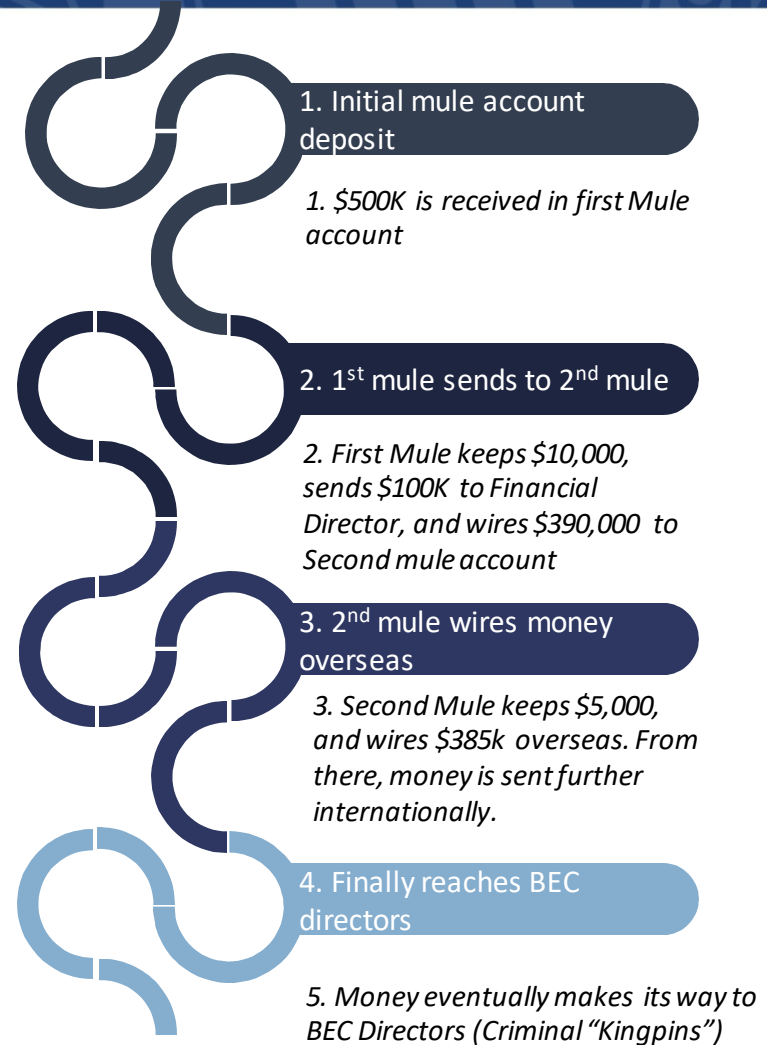 1. Initial mule account
deposit
1. $500K is received in first Mule
account
2. 1st mule sends to 2nd mule
2. First Mule keeps $10,000,
sends $100K to Financial
Director, and wires $390,000 to
Second mule account
3. 2nd mule wires money
overseas
3. Second Mule keeps $5,000,
and wires $385k overseas. From
there, money is sent further
internationally.
4. Finally reaches BEC
directors
5. Money eventually makes its way to
BEC Directors (Criminal “Kingpins”)